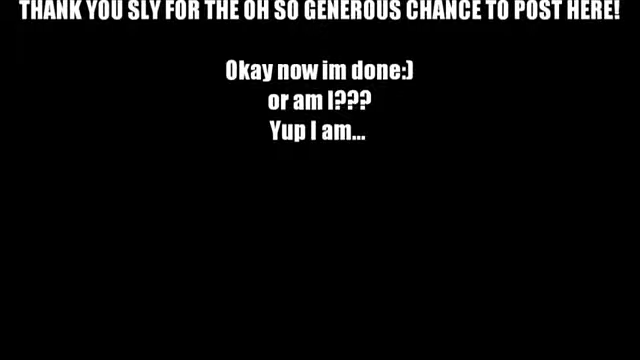 THANK YOU SLY FOR THE OH SO GENEROUS CHANCE TO POST HERE!
Okay now im done:)
or am I???
Yup I am...